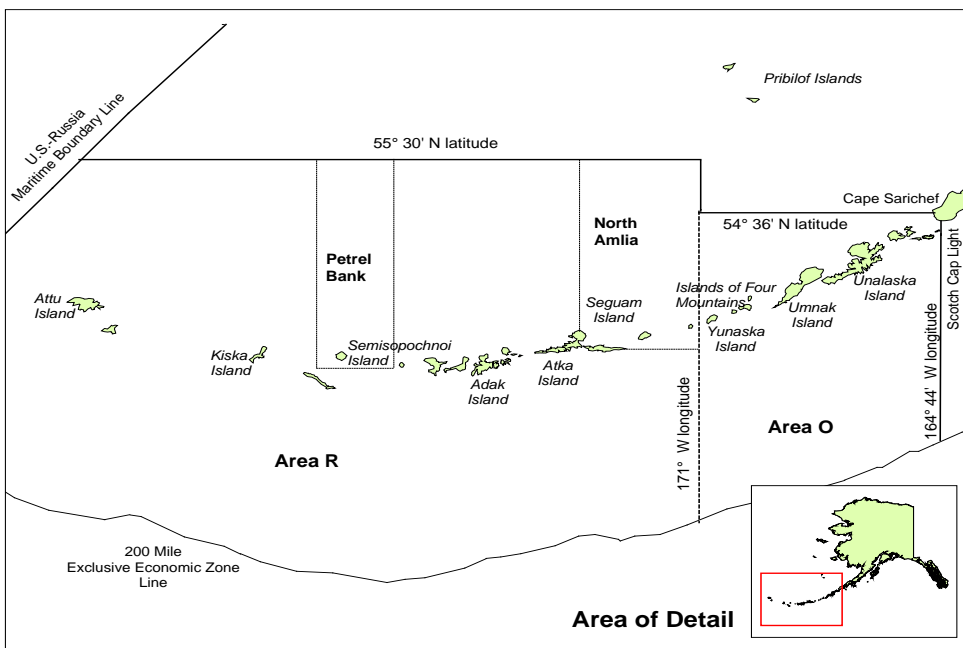 Pribilof Islands
U.S.-Russia
Maritime Boundary Line
55° 30' N latitude
Cape Sarichef
54° 36' N latitude
North
Amlia
Petrel
Bank
Scotch Cap Light
Attu
Island
Seguam
Island
Islands of Four
Mountains
Unalaska
Island
Umnak
Island
Yunaska
Island
Kiska
Island
Semisopochnoi
Island
Adak
Island
Atka
Island
164° 44' W longitude
171° W longitude
Area O
Area R
200 Mile
Exclusive Economic Zone
Line
Area of Detail